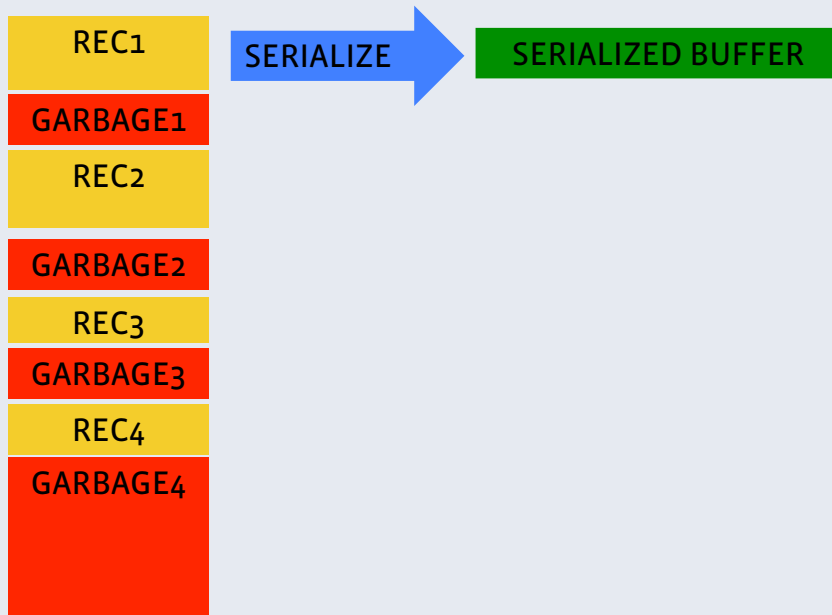 REC1
SERIALIZE
SERIALIZED BUFFER
GARBAGE1
REC2
GARBAGE2
REC3
GARBAGE3
REC4
GARBAGE4